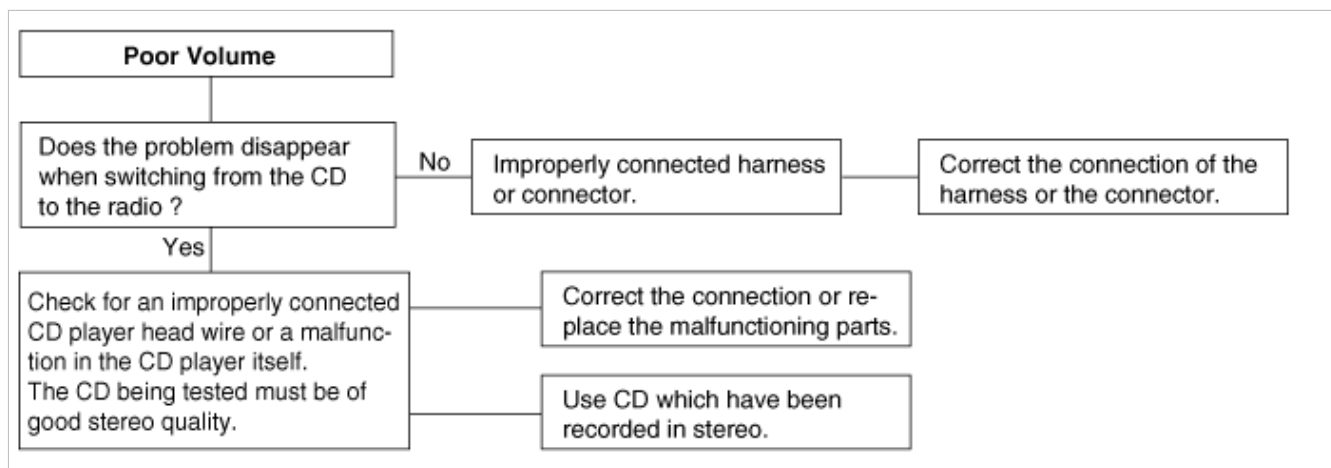 Poor Volume
Does the problem disappear
when switching from the CD
to the radio ?
No
Improperly connected harness
or connector.
Correct the connection of the
harness or the connector.
Yes
Check for an improperly connected
CD player head wire or a malfunc-
tion in the CD player itself.
The CD being tested must be of
good stereo quality.
Correct the connection or re-
place the malfunctioning parts.
Use CD which have been
recorded in stereo.